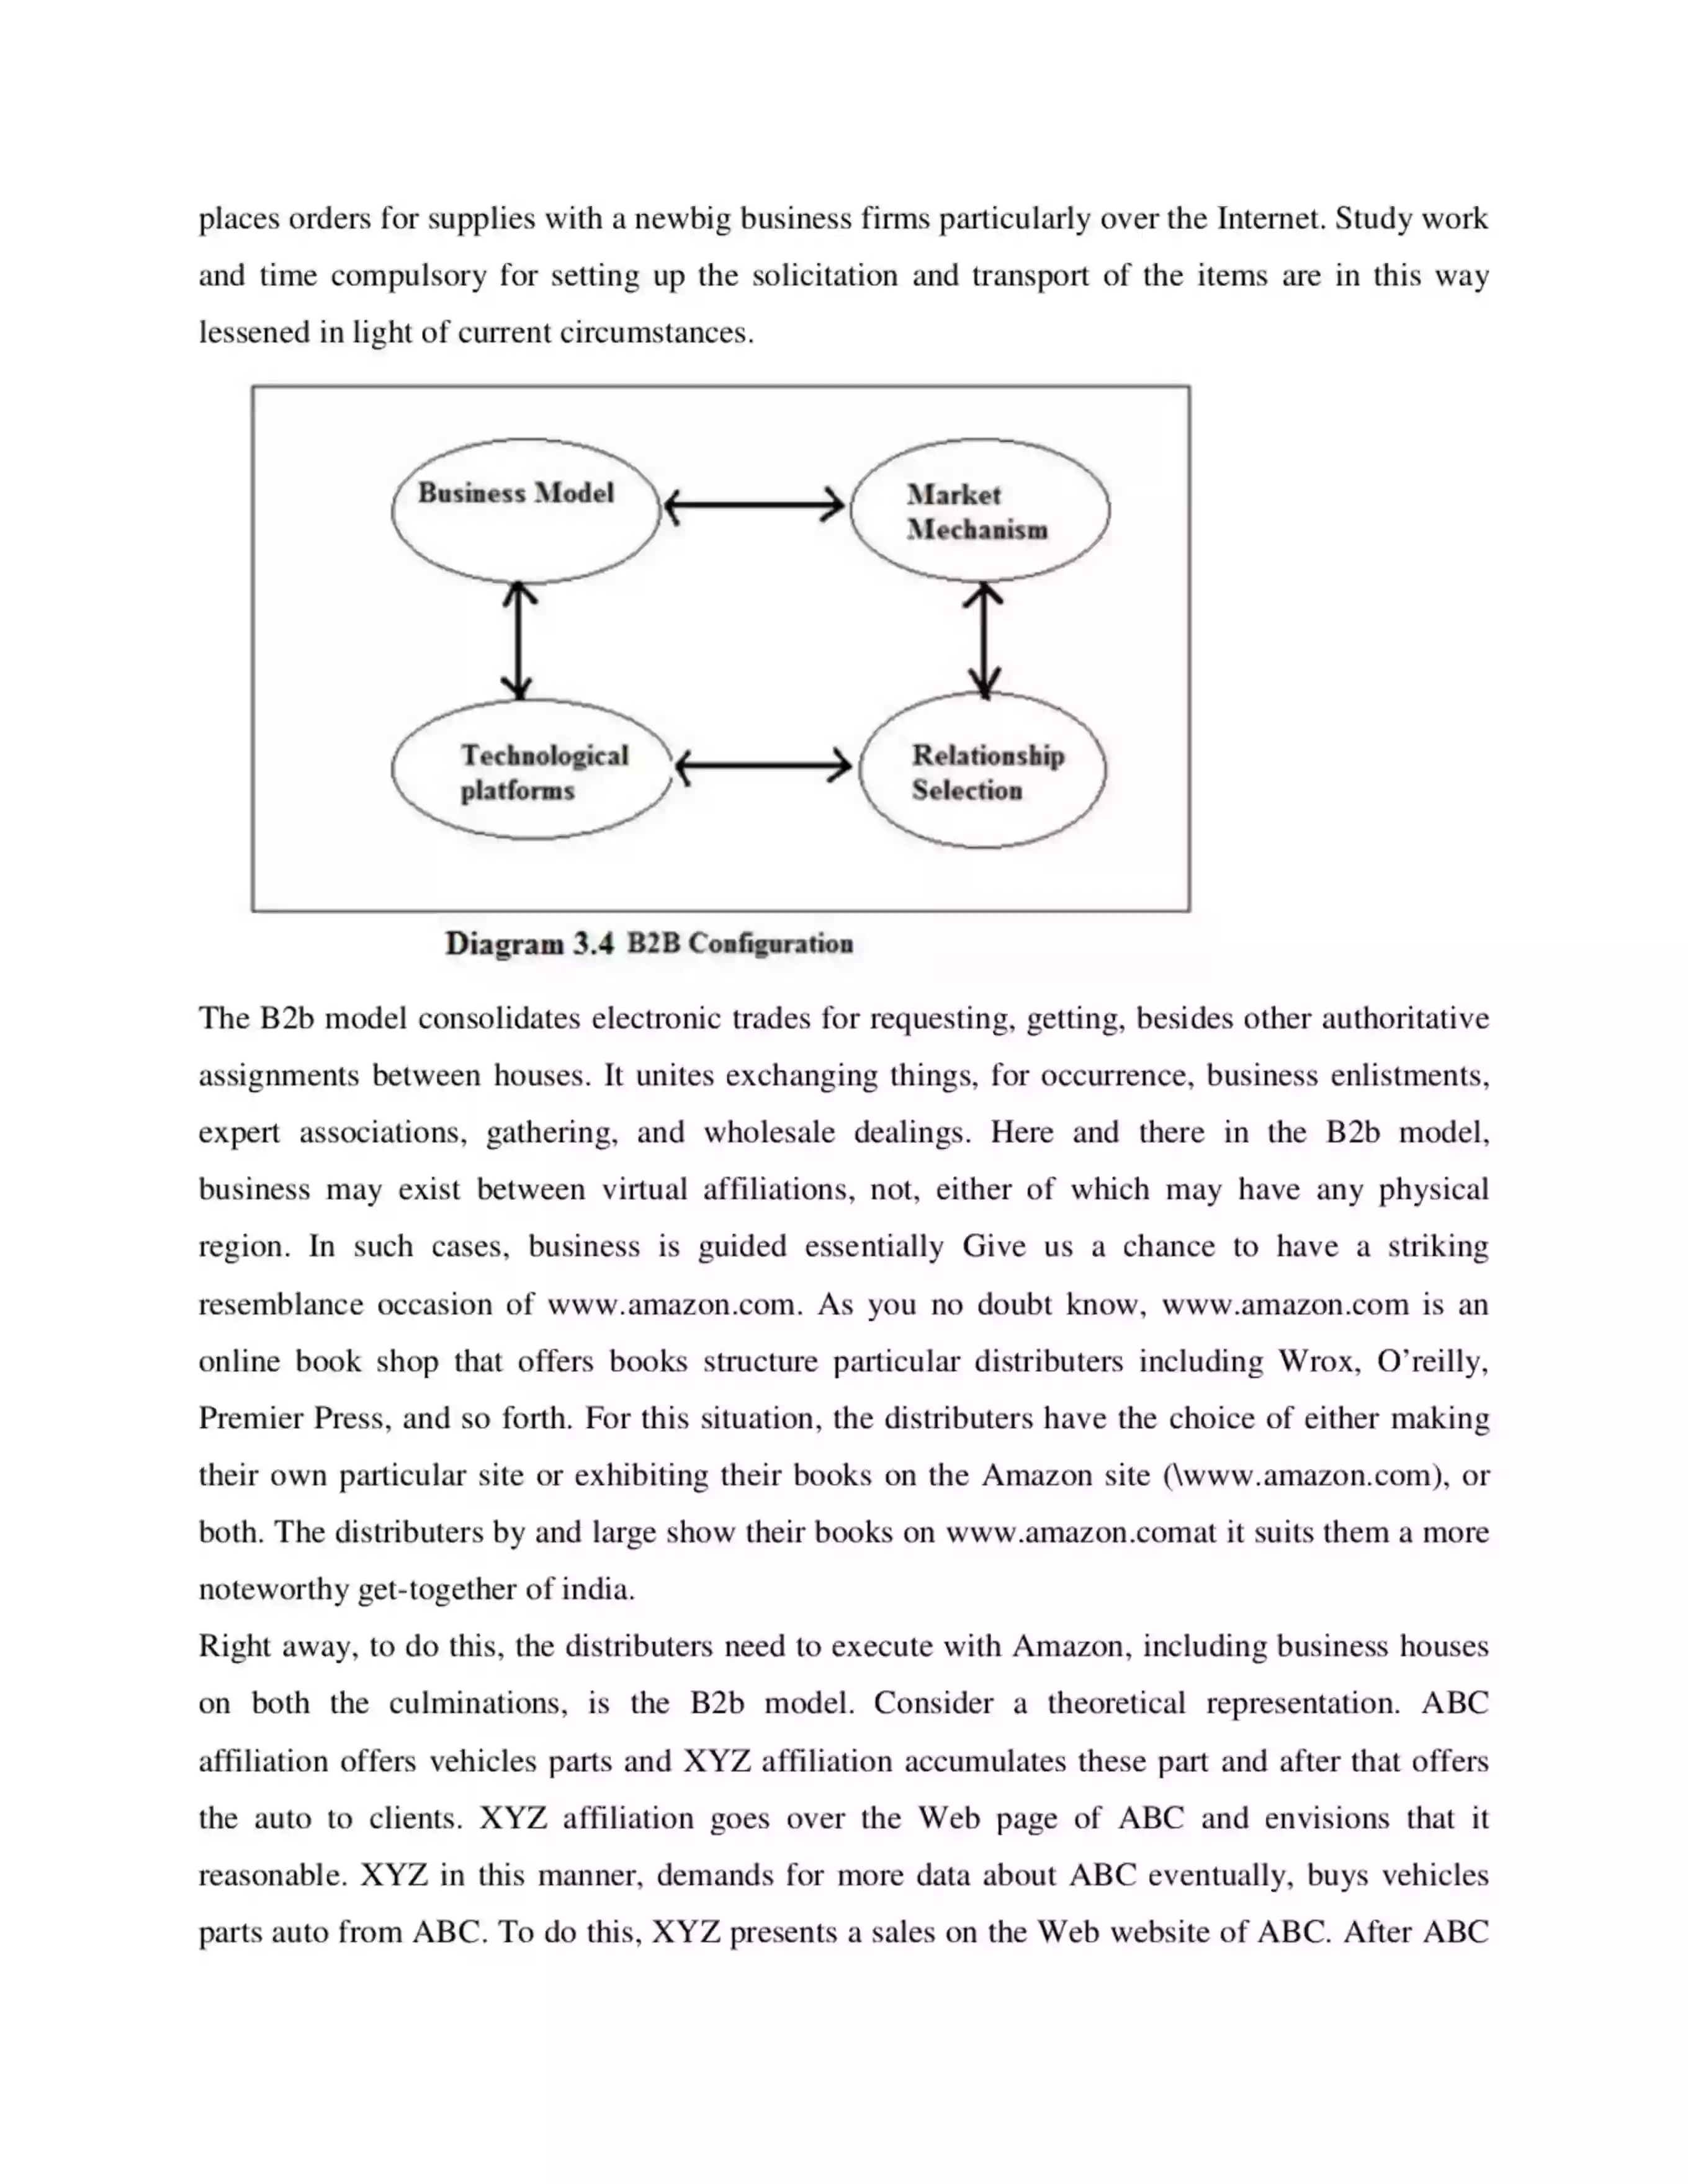 places orders for supplies with a newbig business firms particularly over the Internet. Study work
and time compulsory for setting up the solicitation and transport of the items are in this way
lessened in light of current circumstances.
Business Model
Market
Mechanism
Technological
platforms
Relationship
Selection
Diagram 3.4 B2B Configuration
The B2b model consolidates electronic trades for requesting, getting, besides other authoritative
assignments between houses. It unites exchanging things, for occurrence, business enlistments,
expert associations, gathering, and wholesale dealings. Here and there in the B2b model,
business may exist between virtual affiliations, not, either of which may have any physical
region. In such cases, business is guided essentially Give us a chance to have a striking
resemblance occasion of www.amazon.com. As you no doubt know, www.amazon.com is an
online book shop that offers books structure particular distributers including Wrox, O’reilly,
Premier Press, and so forth. For this situation, the distributers have the choice of either making
their own particular site or exhibiting their books on the Amazon site (\www.amazon.com), or
both. The distributers by and large show their books on www.amazon.comat it suits them a more
noteworthy get-together of india.
Right away, to do this, the distributers need to execute with Amazon, including business houses
on both the culminations, is the B2b model. Consider a theoretical representation. ABC
affiliation offers vehicles parts and XYZ affiliation accumulates these part and after that offers
the auto to clients. XYZ affiliation goes over the Web page of ABC and envisions that it
reasonable. XYZ in this manner, demands for more data about ABC eventually, buys vehicles
parts auto from ABC. To do this, XYZ presents a sales on the Web website of ABC. After ABC